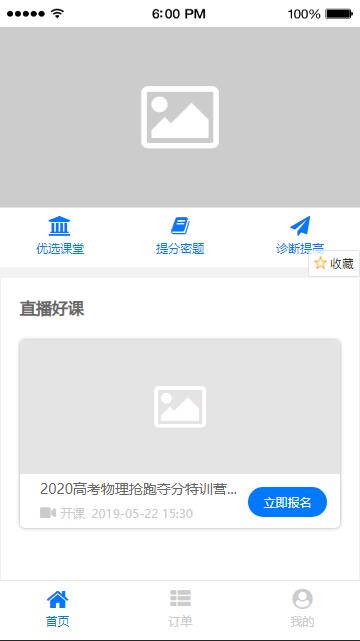 6:00 PM
100%
优选课堂
提分密题
诊断提高
收藏
直播好课
2020高考物理抢跑夺分特训营...
开课 2019-05-22 15:30
立即报名
首页
订单
我的